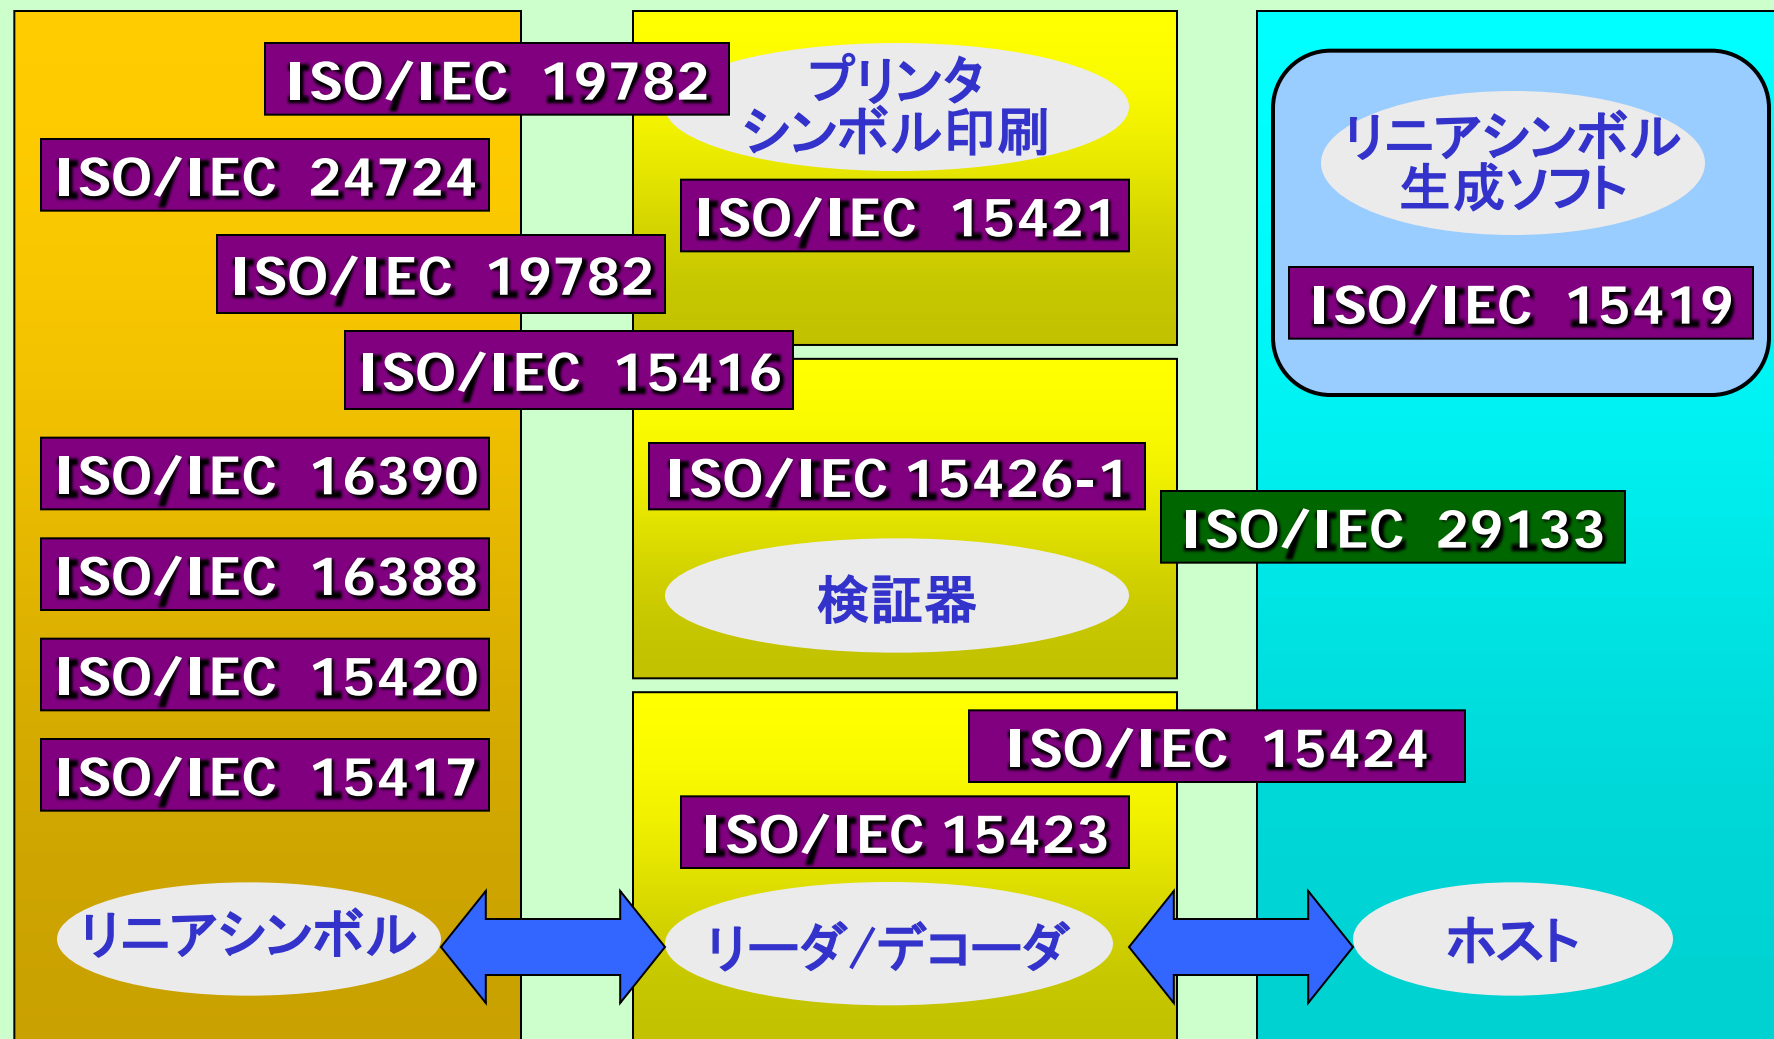 ISO/IEC 19782
プリンタ
シンボル印刷
ISO/IEC 24724
ISO/IEC 15421
ISO/IEC 19782
ISO/IEC 15416
リニアシンボル
生成ソフト
ISO/IEC 15419
ISO/IEC 16390
ISO/IEC 15426-1
ISO/IEC 29133
ISO/IEC 16388
検証器
ISO/IEC 15420
ISO/IEC 15417
ISO/IEC 15424
ISO/IEC 15423
リニアシンボル
リーダ/デコーダ
ホスト